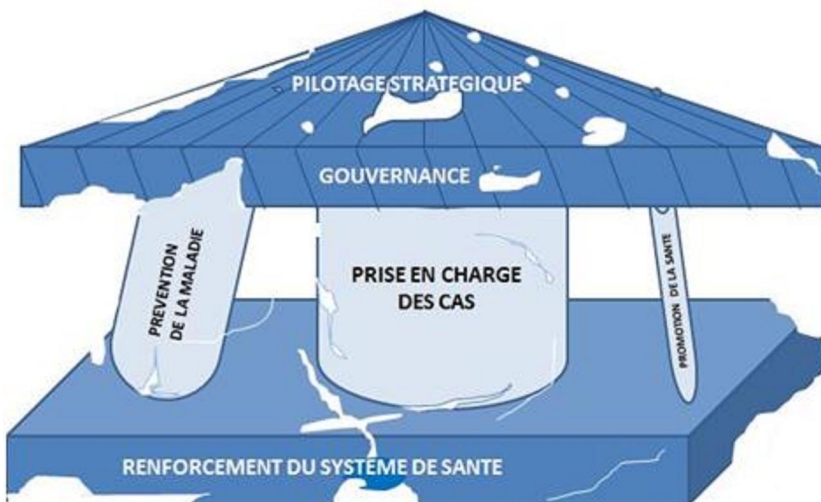 PILOTAGE STRATEGIQUE
GOUVERNANCE
PREVENTION
DE LA MALADIE
PRISE EN CHARGE
DES CAS
PROMOTION DE LA SANTE
RENFORCEMENT DU SYSTÈME DE SANTE